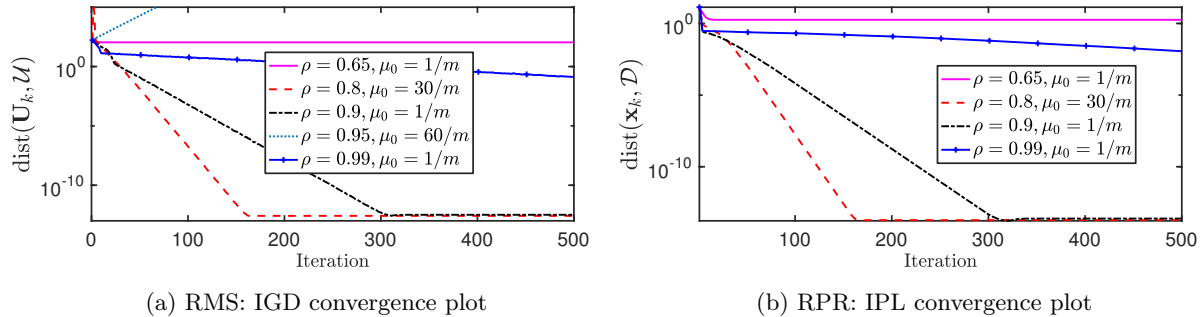 dist(U_k, 𝒰)
10^0
10^{-10}
ρ = 0.65, μ_0 = 1/m
ρ = 0.8, μ_0 = 30/m
ρ = 0.9, μ_0 = 1/m
ρ = 0.95, μ_0 = 60/m
ρ = 0.99, μ_0 = 1/m
0 100 200 300 400 500
Iteration
(a) RMS: IGD convergence plot
dist(x_k, 𝒟)
10^0
10^{-10}
ρ = 0.65, μ_0 = 1/m
ρ = 0.8, μ_0 = 30/m
ρ = 0.9, μ_0 = 1/m
ρ = 0.99, μ_0 = 1/m
100 200 300 400 500
Iteration
(b) RPR: IPL convergence plot